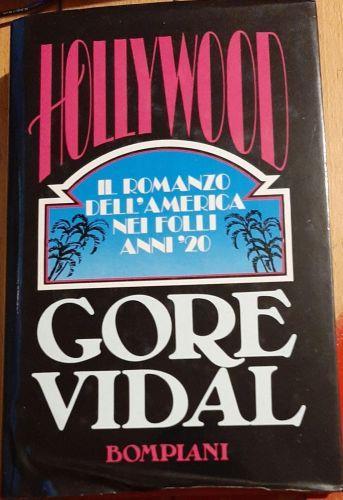 HOLLYWOOD
IL ROMANZO
DELL'AMERICA
NEI FOLLI
ANNI '20
GORE
VIDAL
BOMPIANI